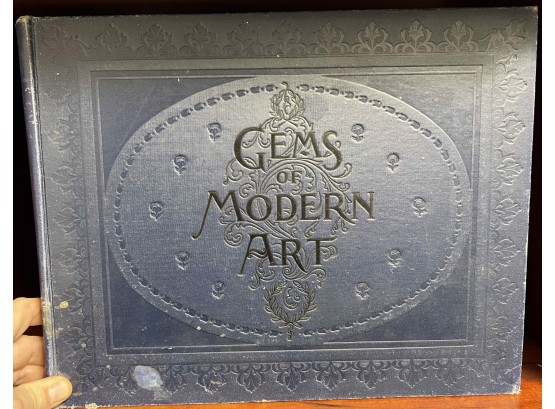 GEMS
OF
MODERN
ART